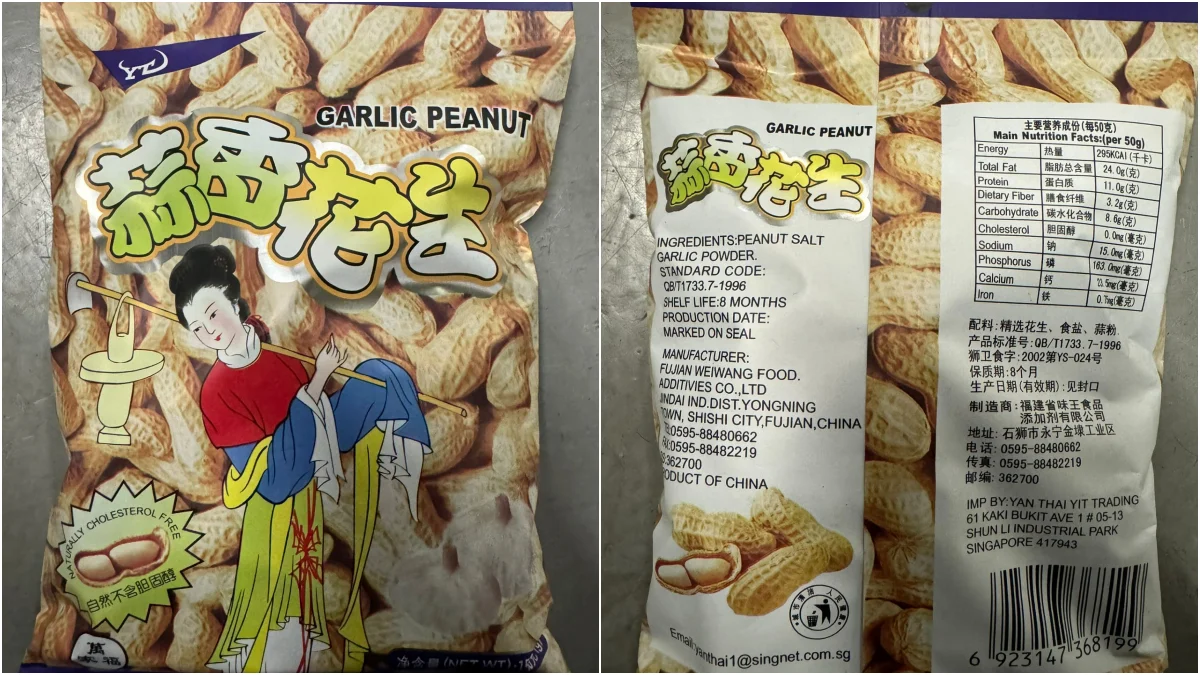 YT
GARLIC PEANUT
蒜香花生
NATURALLY CHOLESTEROL FREE
自然不含胆固醇
萬
净含量(NET WT)
GARLIC PEANUT
蒜香花生
INGREDIENTS:PEANUT SALT
GARLIC POWDER.
STANDARD CODE:
QB/T1733.7-1996
SHELF LIFE:8 MONTHS
PRODUCTION DATE:
MARKED ON SEAL
MANUFACTURER:
FUJIAN WEIWANG FOOD.
ADDITIVIES CO.,LTD
JINDAI IND.DIST.YONGNING
TOWN, SHISHI CITY,FUJIAN,CHINA
0595-88480662
0595-88482219
362700
PRODUCT OF CHINA
Email:yanthai1@singnet.com.sg
主要营养成份(每50克)
Main Nutrition Facts:(per 50g)
Energy 热量 295KCAl(千卡)
Total Fat 脂肪总含量 24.0g(克)
Protein 蛋白质 11.0g(克)
Dietary Fiber 膳食纤维 3.2g(克)
Carbohydrate 碳水化合物 8.6g(克)
Cholesterol 胆固醇 0.0mg(毫克)
Sodium 钠 15.0mg(毫克)
Phosphorus 磷 163.0mg(毫克)
Calcium 钙 (毫克)
Iron 铁 (毫克)
配料:精选花生、食盐、蒜粉
产品标准号:QB/T1733.7-1996
狮卫食字:2002第YS-024号
保质期:8个月
生产日期(有效期):见封口
制造商:福建省味王食品
添加剂有限公司
地址:石狮市永宁金埭工业区
电话:0595-88480662
传真:0595-88482219
邮编:362700
IMP BY:YAN THAI YIT TRADING
61 KAKI BUKIT AVE 1 # 05-13
SHUN LI INDUSTRIAL PARK
SINGAPORE 417943
6 923147 368199